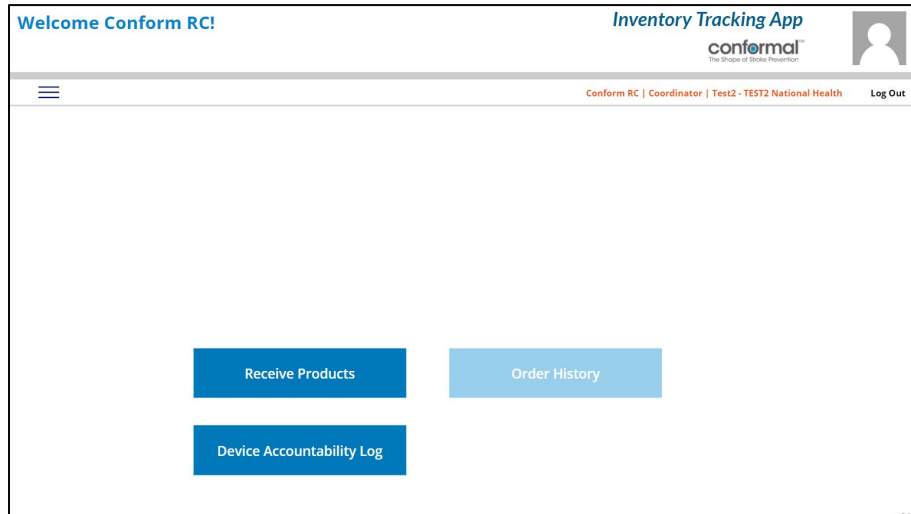 Welcome Conform RC!
Inventory Tracking App
conformal™
The Shape of Stroke Prevention
Conform RC | Coordinator | Test2 - TEST2 National Health
Log Out
Receive Products
Order History
Device Accountability Log